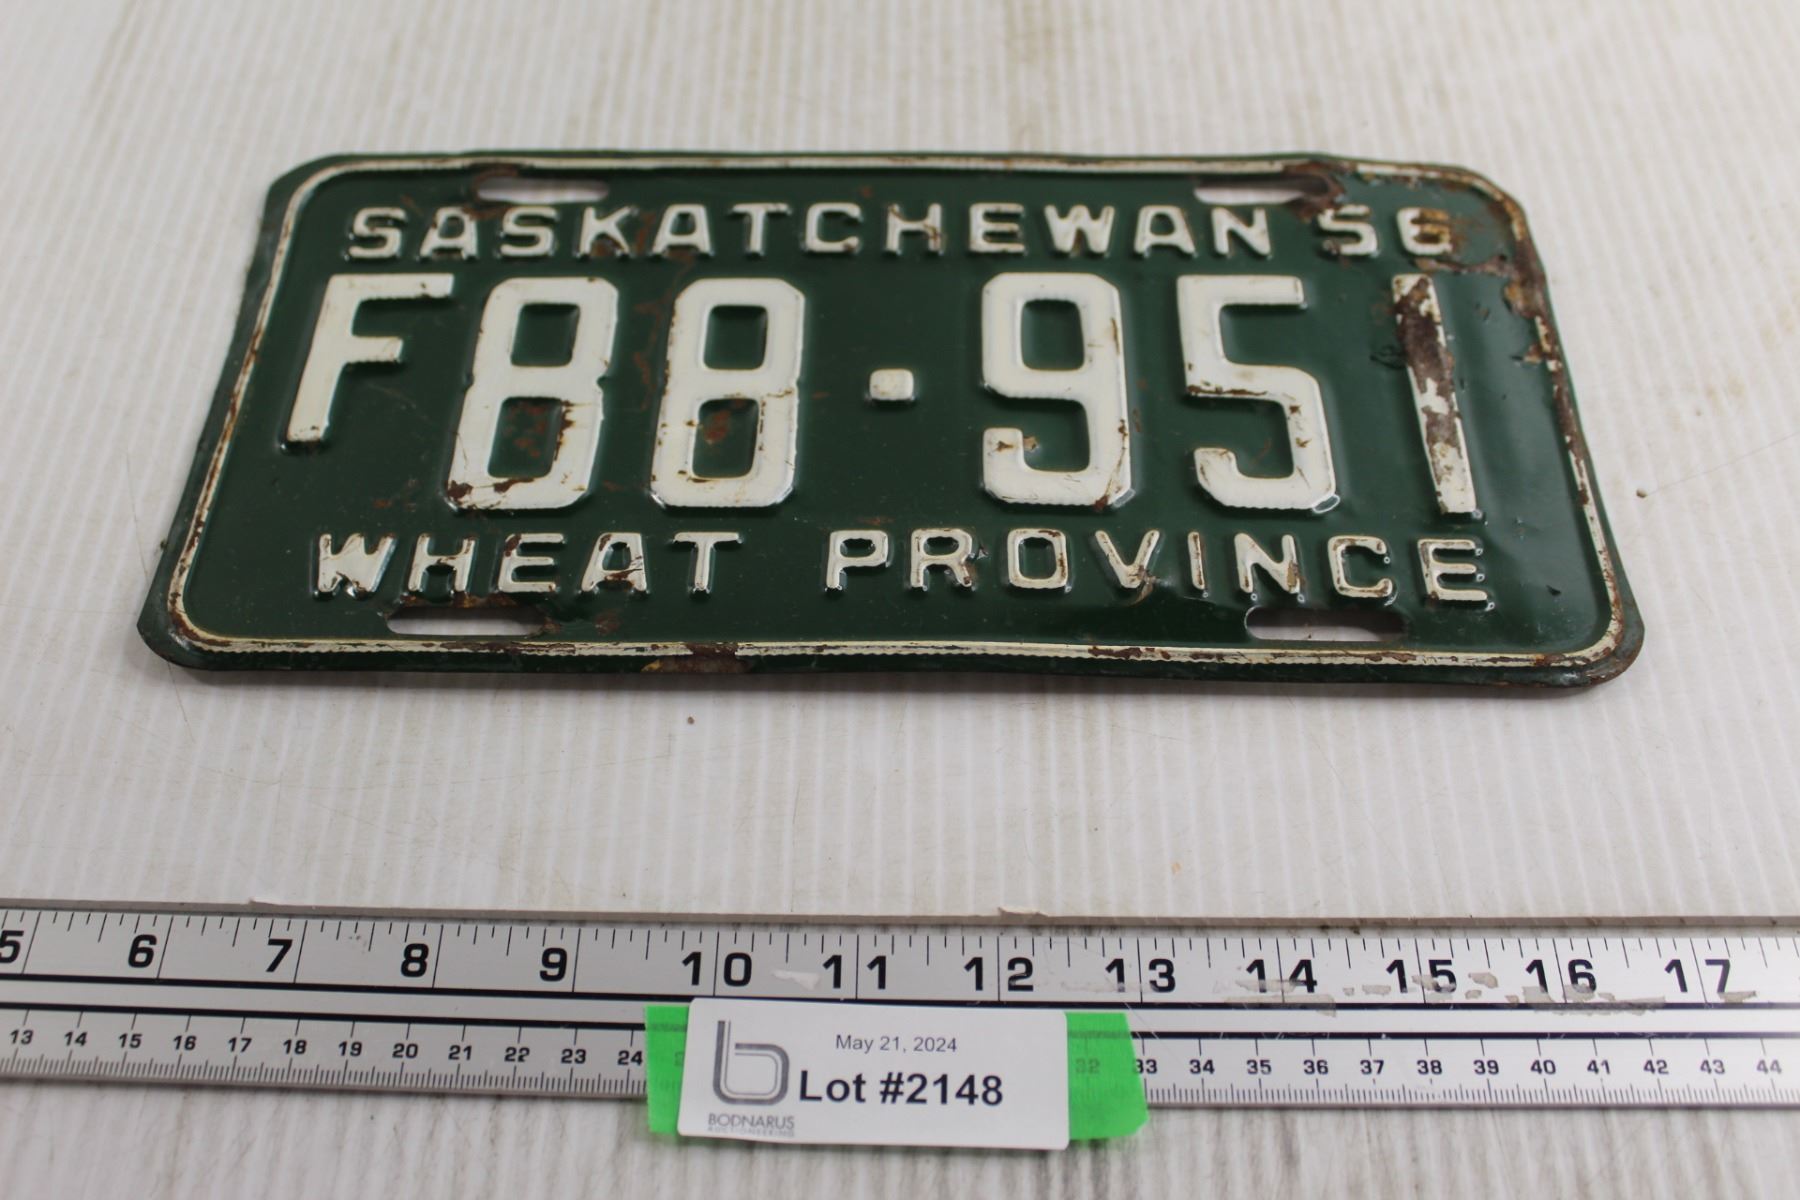 SASKATCHEWAN 56
F88·951
WHEAT PROVINCE
5 6 7 8 9 10 11 12 13 14 15 16 17
13 14 15 16 17 18 19 20 21 22 23 24 32 33 34 35 36 37 38 39 40 41 42 43 44
May 21, 2024
Lot #2148
BODNARUS
AUCTIONEERING